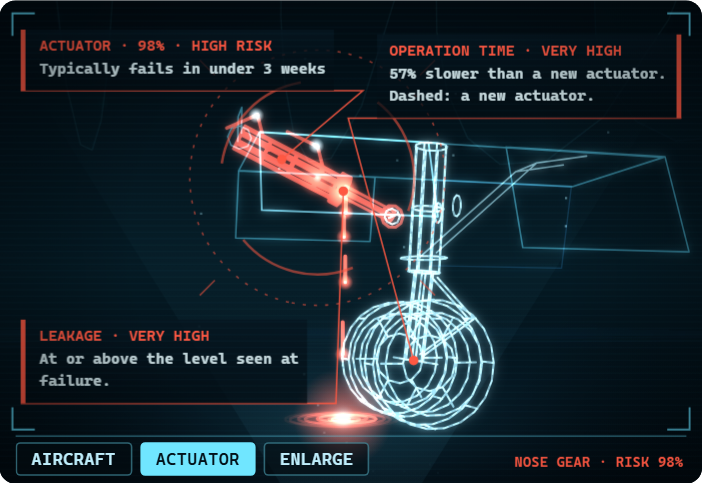 ACTUATOR · 98% · HIGH RISK
Typically fails in under 3 weeks
OPERATION TIME · VERY HIGH
57% slower than a new actuator.
Dashed: a new actuator.
LEAKAGE · VERY HIGH
At or above the level seen at
failure.
AIRCRAFT
ACTUATOR
ENLARGE
NOSE GEAR · RISK 98%